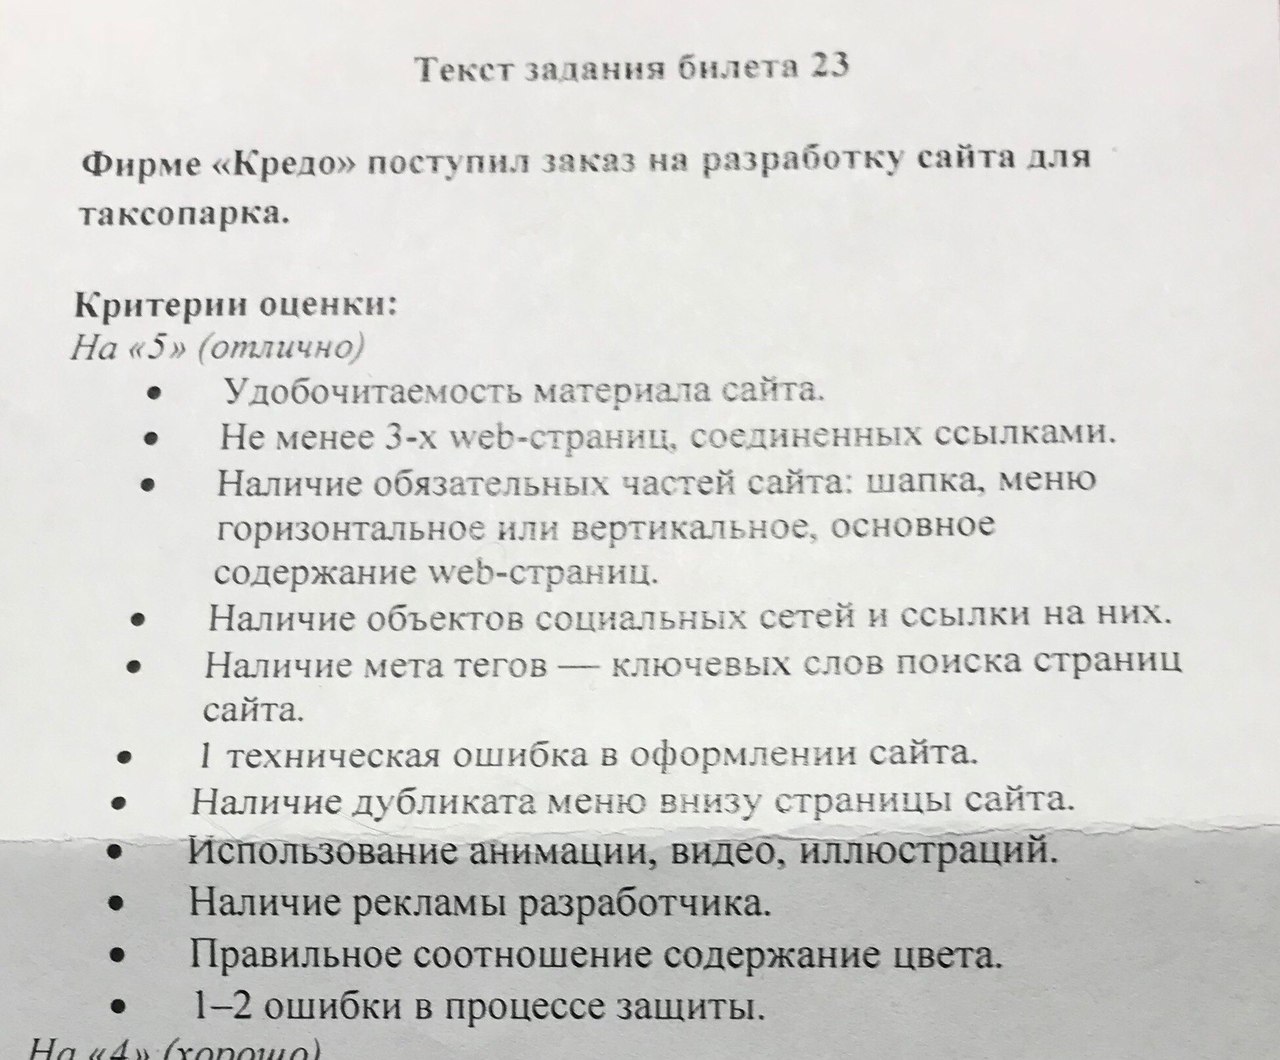 Текст задания билета 23
Фирме «Кредо» поступил заказ на разработку сайта для
таксопарка.
Критерии оценки:
На «5» (отлично)
• Удобочитаемость материала сайта.
• Не менее 3-х web-страниц, соединенных ссылками.
• Наличие обязательных частей сайта: шапка, меню
горизонтальное или вертикальное, основное
содержание web-страниц.
• Наличие объектов социальных сетей и ссылки на них.
• Наличие мета тегов — ключевых слов поиска страниц
сайта.
• 1 техническая ошибка в оформлении сайта.
• Наличие дубликата меню внизу страницы сайта.
• Использование анимации, видео, иллюстраций.
• Наличие рекламы разработчика.
• Правильное соотношение содержание цвета.
• 1–2 ошибки в процессе защиты.
На «4» (хорошо)